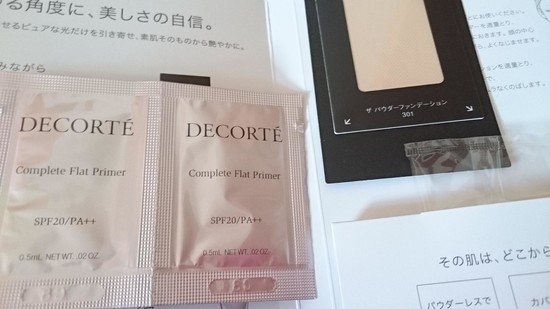 る角度に、美しさの自信。
せるピュアな光だけを引き寄せ、素肌そのものから艶やかに。
みながら
DECORTÉ
Complete Flat Primer
SPF20/PA++
0.5mL NET WT. .02 OZ.
DECORTÉ
Complete Flat Primer
SPF20/PA++
0.5mL NET WT. .02 OZ.
ザ パウダーファンデーション
301
その肌は、どこから
パウダーレスで
カバ